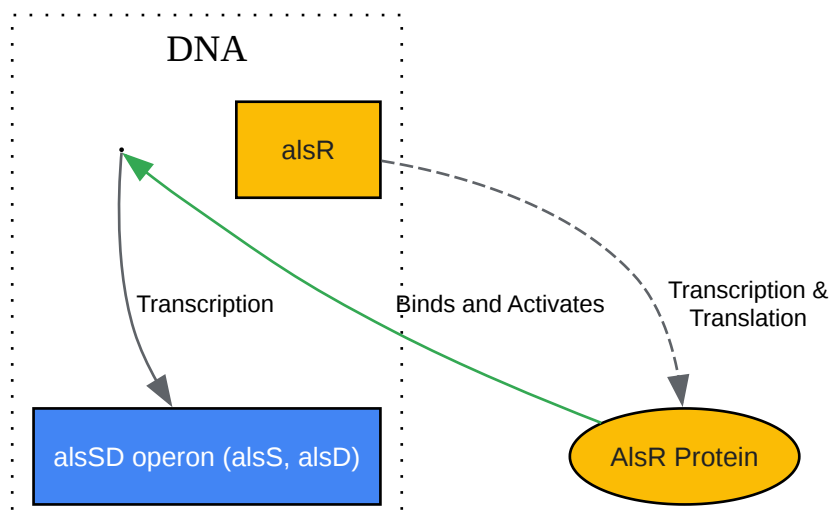 DNA
alsR
Transcription
Binds and Activates
Transcription &
Translation
alsSD operon (alsS, alsD)
AlsR Protein